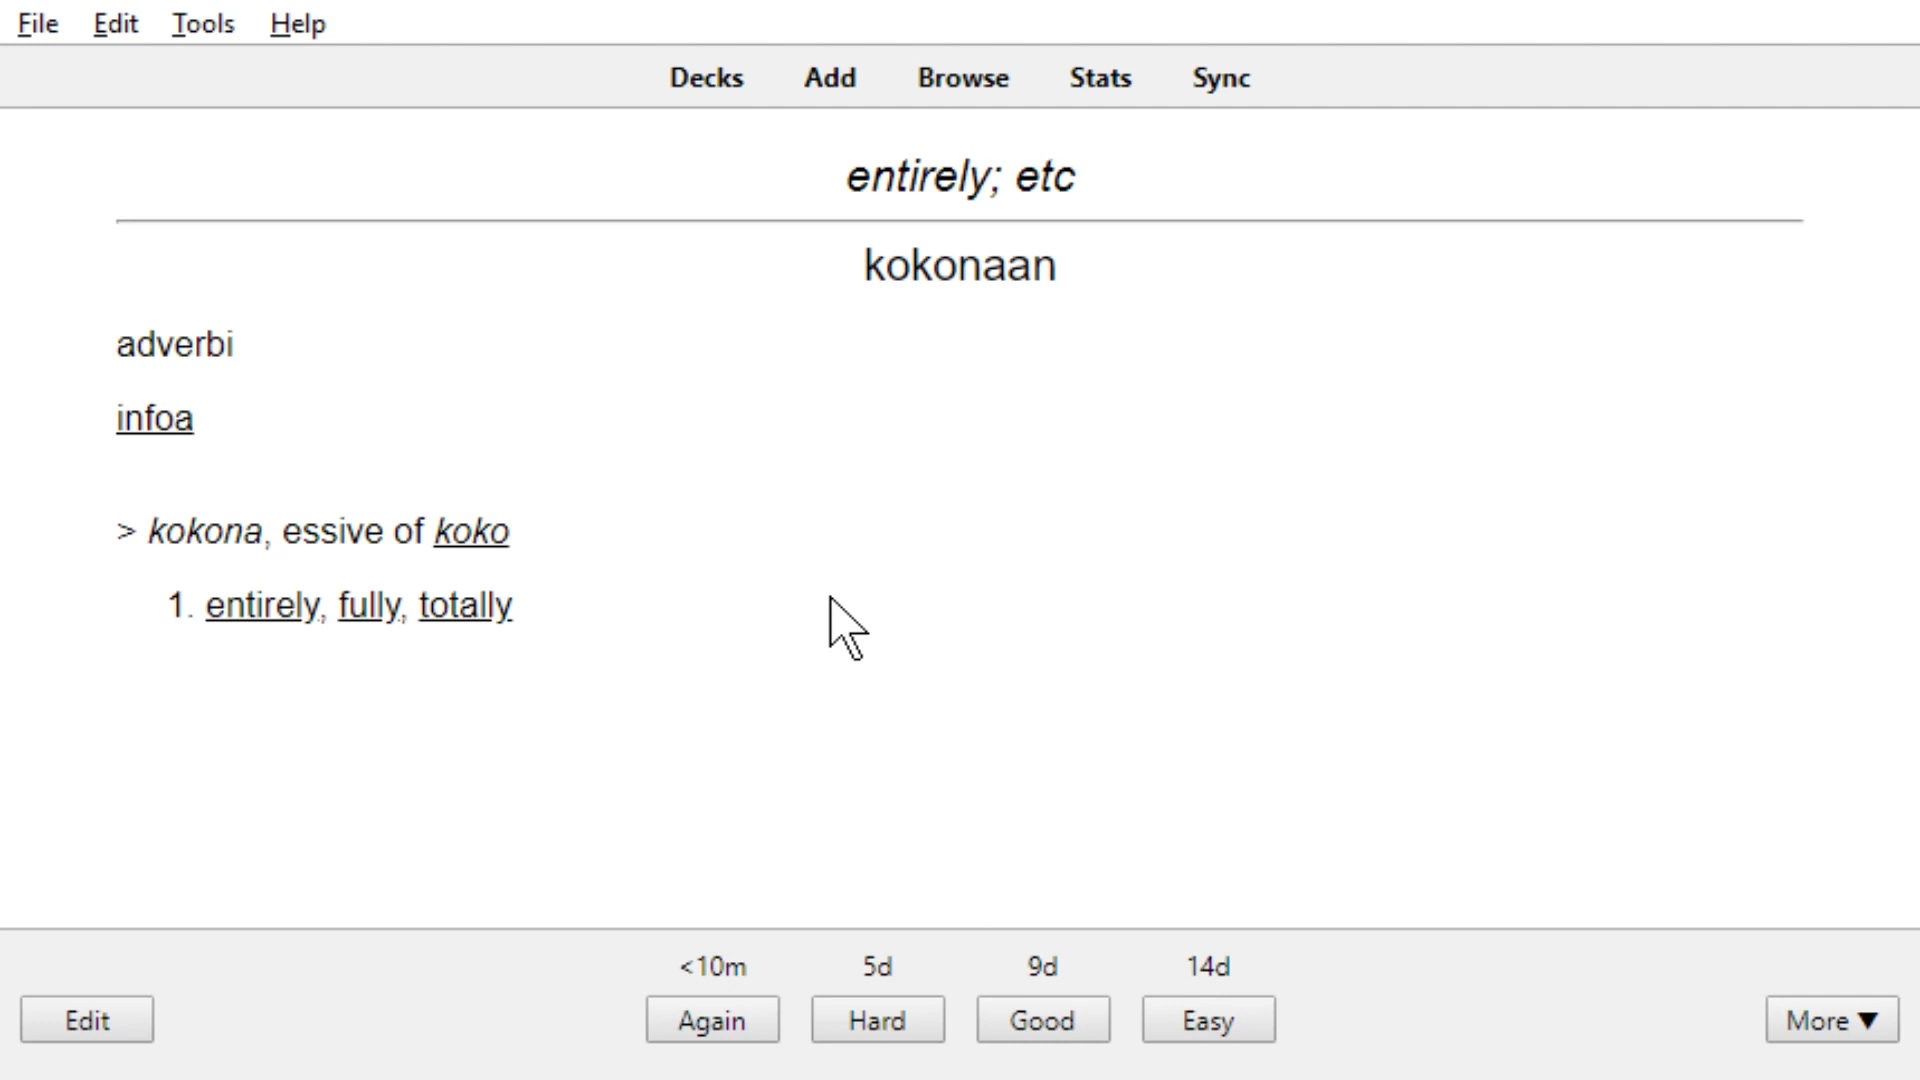 File Edit Tools Help
Decks Add Browse Stats Sync
entirely; etc
kokonaan
adverbi
infoa
> kokona, essive of koko
1. entirely, fully, totally
<10m 5d 9d 14d
Edit Again Hard Good Easy More ▼